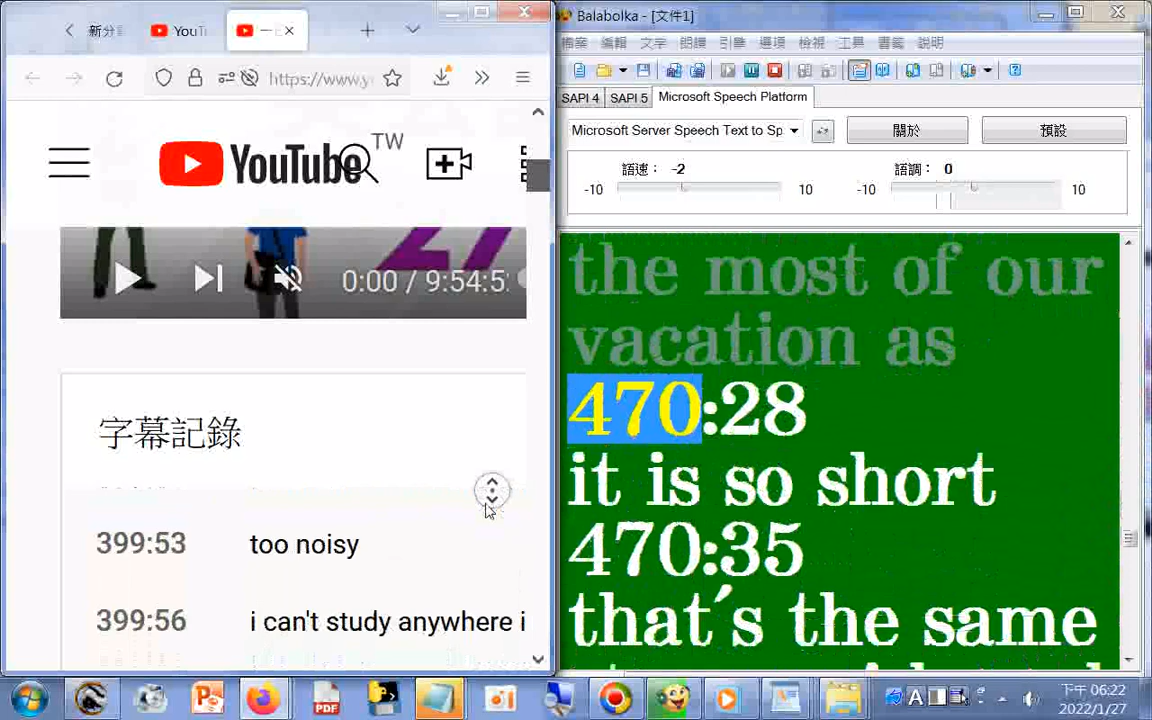 新分
YouT
https://www.y
YouTube TW
27
0:00 / 9:54:5
字幕記錄
399:53 too noisy
399:56 i can't study anywhere i
Balabolka - [文件1]
檔案 編輯 文字 朗讀 引擎 選項 檢視 工具 書籤 說明
SAPI 4 SAPI 5 Microsoft Speech Platform
Microsoft Server Speech Text to Sp 關於 預設
語速： -2 語調： 0
-10 10 -10 10
the most of our
vacation as
470:28
it is so short
470:35
that's the same
PDF A 下午 06:22
2022/1/27